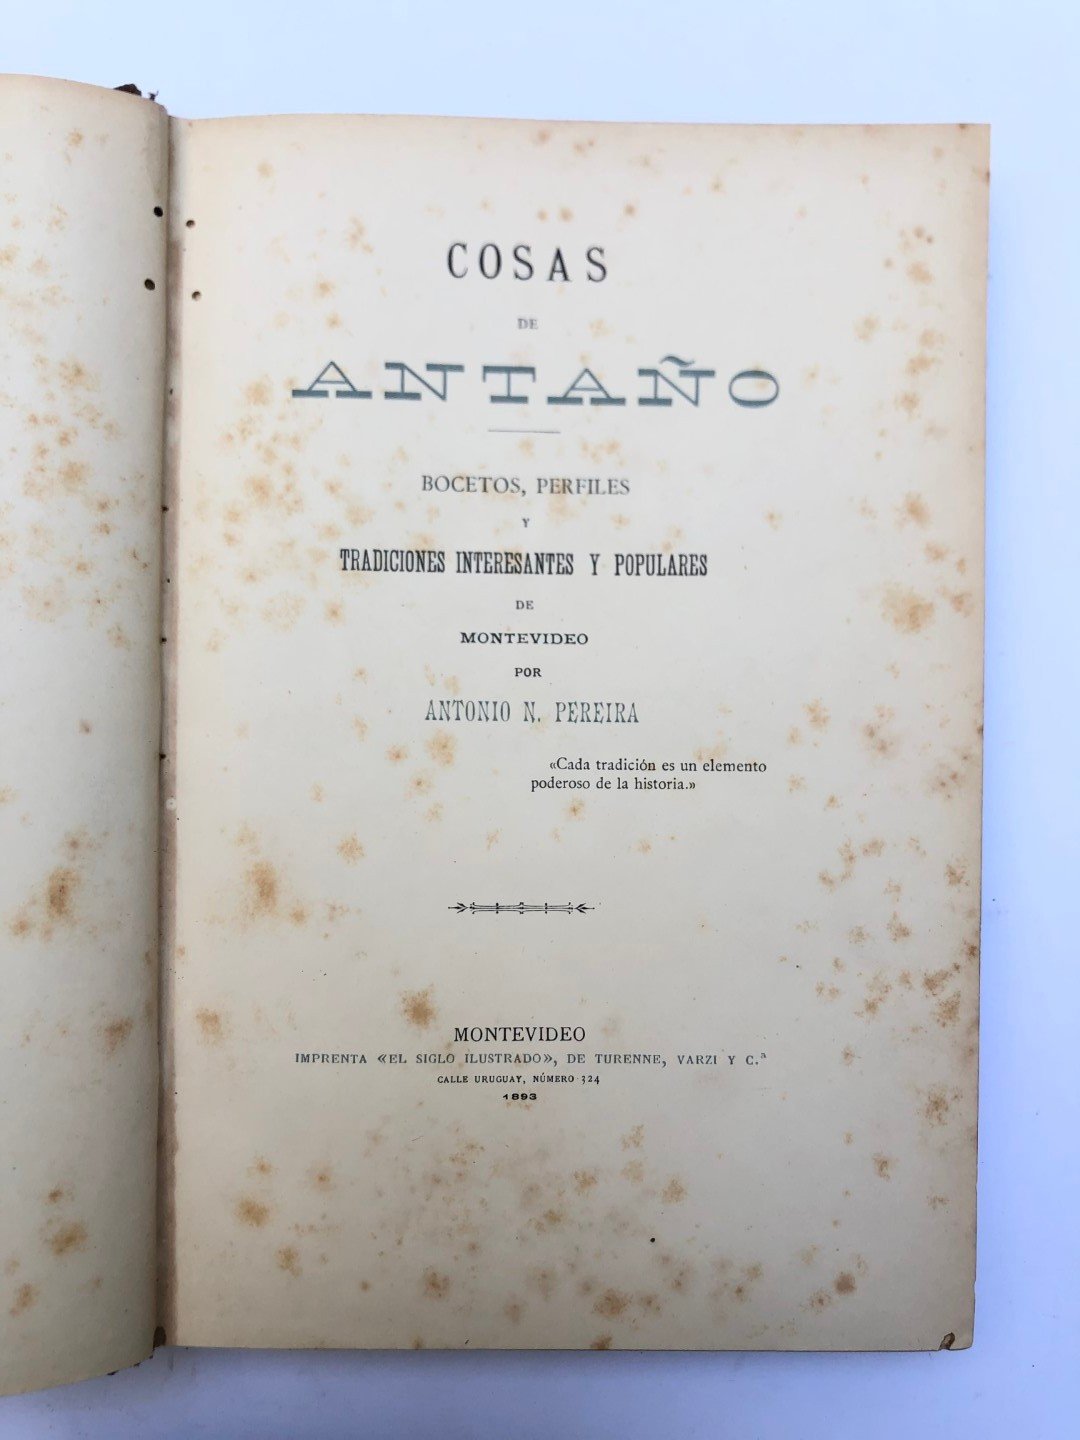 COSAS
DE
ANTAÑO
BOCETOS, PERFILES
Y
TRADICIONES INTERESANTES Y POPULARES
DE
MONTEVIDEO
POR
ANTONIO N. PEREIRA
«Cada tradición es un elemento
poderoso de la historia.»
MONTEVIDEO
IMPRENTA «EL SIGLO ILUSTRADO», DE TURENNE, VARZI Y C.ª
CALLE URUGUAY, NÚMERO 324
1893